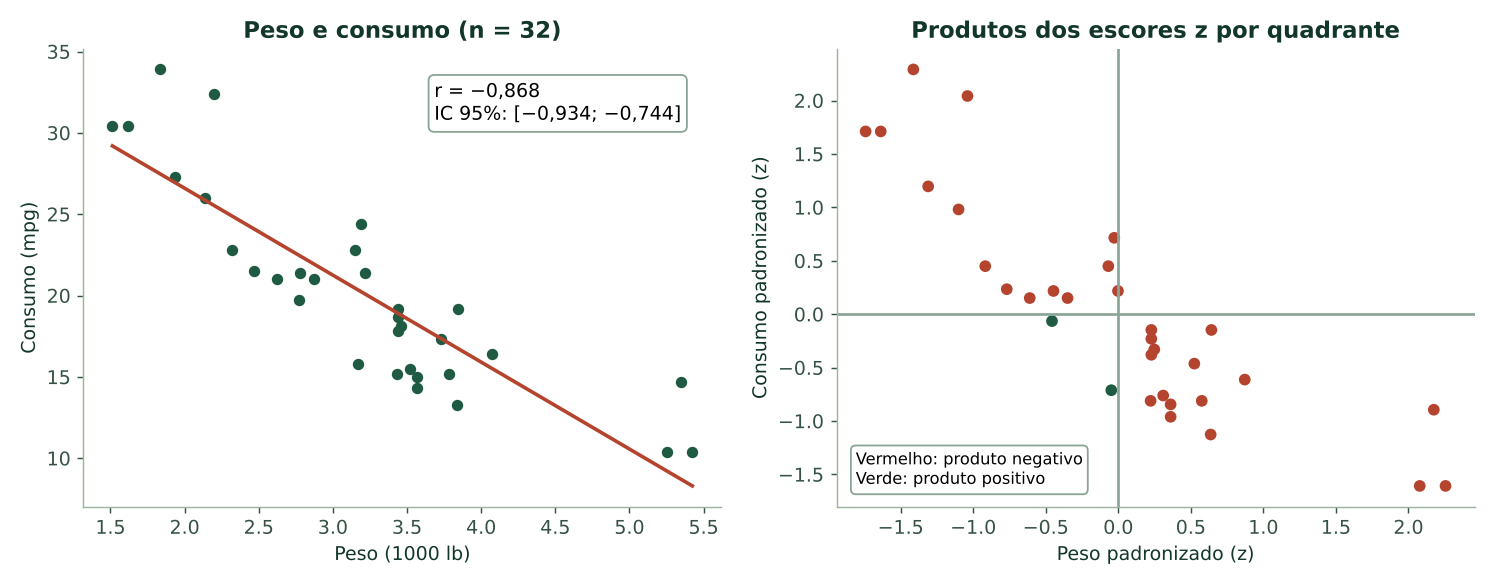 Peso e consumo (n = 32)
r = −0,868
IC 95%: [−0,934; −0,744]
Consumo (mpg)
35
30
25
20
15
10
1.5 2.0 2.5 3.0 3.5 4.0 4.5 5.0 5.5
Peso (1000 lb)
Produtos dos escores z por quadrante
Consumo padronizado (z)
2.0
1.5
1.0
0.5
0.0
−0.5
−1.0
−1.5
Vermelho: produto negativo
Verde: produto positivo
−1.5 −1.0 −0.5 0.0 0.5 1.0 1.5 2.0
Peso padronizado (z)